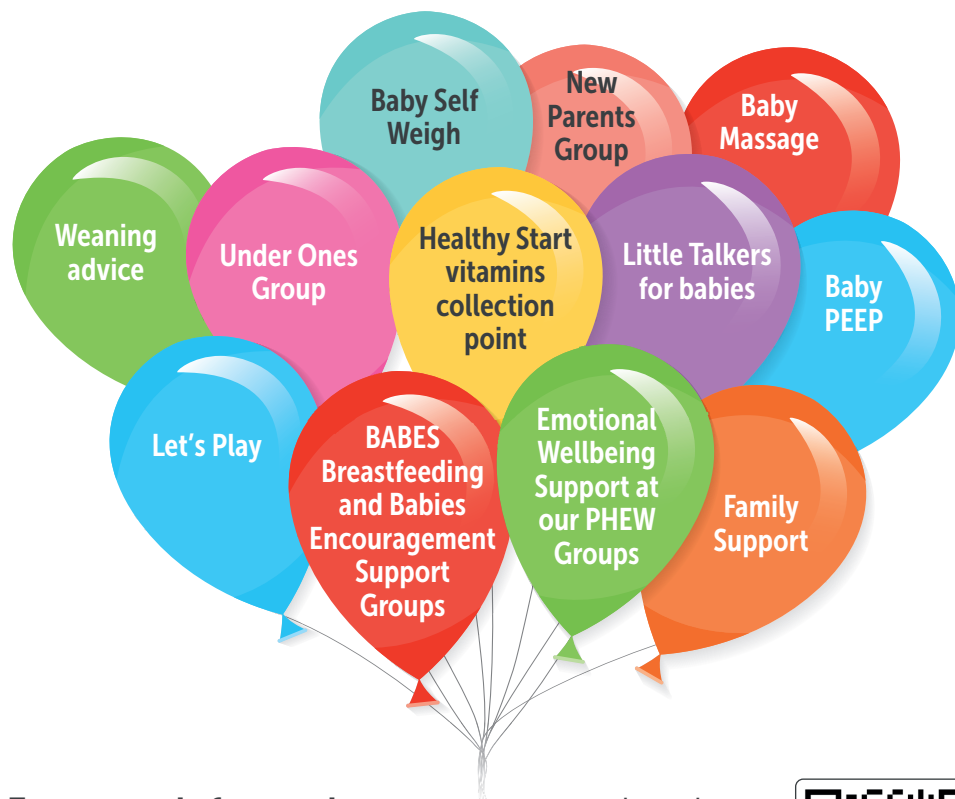 Baby Self
Weigh
New
Parents
Group
Baby
Massage
Weaning
advice
Under Ones
Group
Healthy Start
vitamins
collection
point
Little Talkers
for babies
Baby
PEEP
Let's Play
BABES
Breastfeeding
and Babies
Encouragement
Support
Groups
Emotional
Wellbeing
Support at
our PHEW
Groups
Family
Support